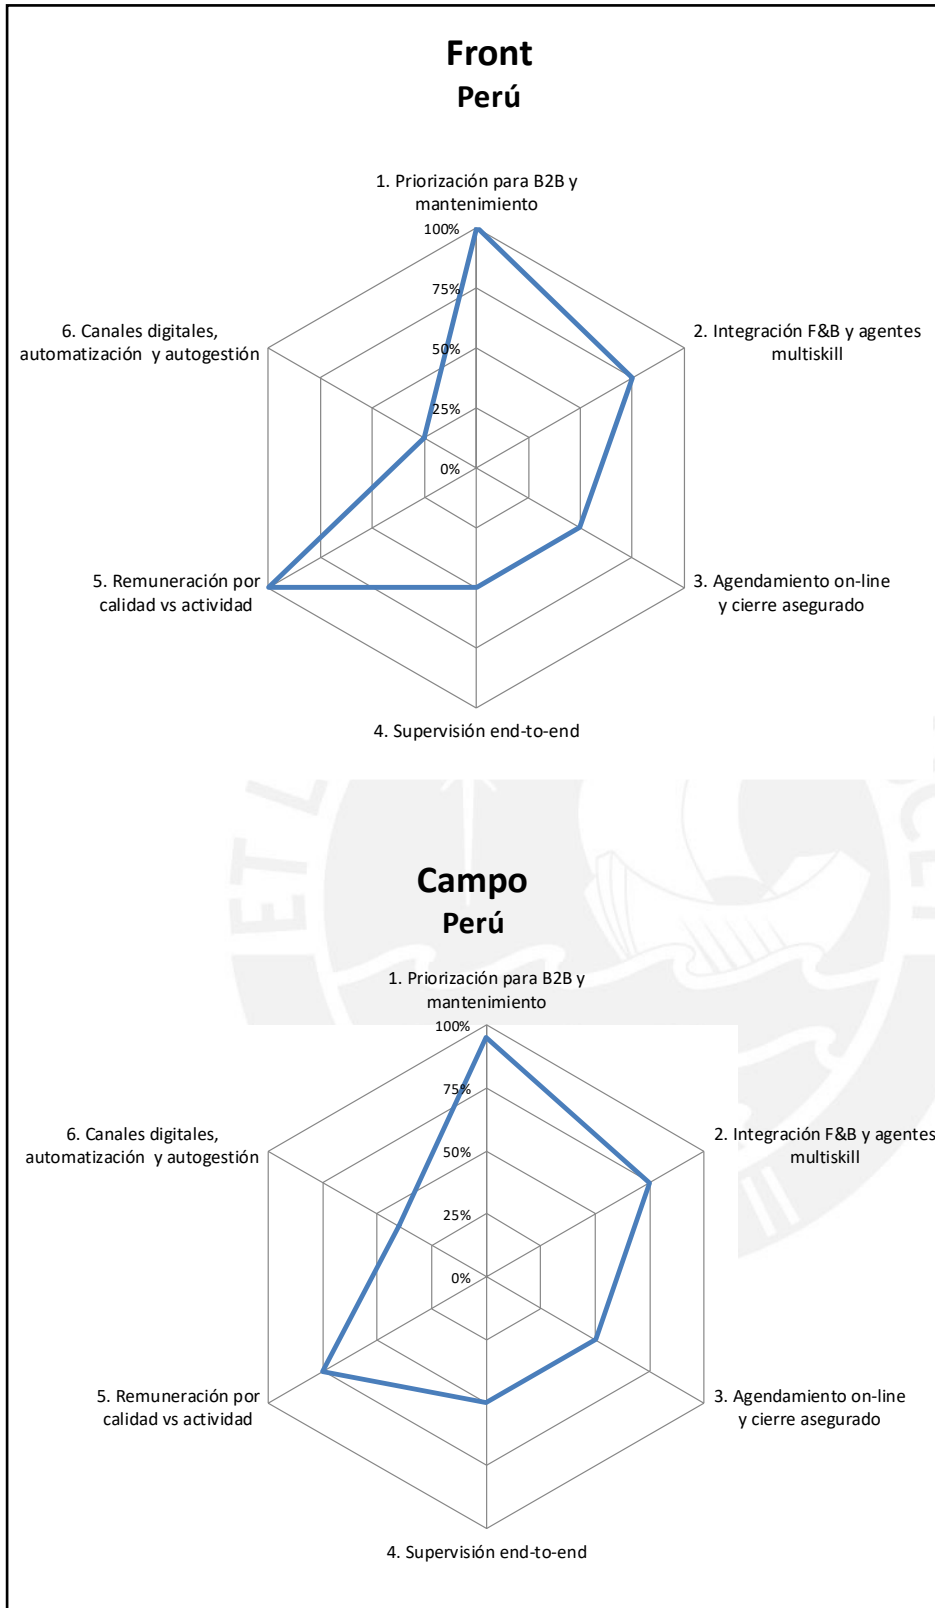 Front
Perú
1. Priorización para B2B y
mantenimiento
100%
75%
50%
25%
0%
6. Canales digitales,
automatización y autogestión
2. Integración F&B y agentes
multiskill
5. Remuneración por
calidad vs actividad
3. Agendamiento on-line
y cierre asegurado
4. Supervisión end-to-end
ET L
Campo
Perú
1. Priorización para B2B y
mantenimiento
100%
75%
50%
25%
0%
6. Canales digitales,
automatización y autogestión
2. Integración F&B y agentes
multiskill
5. Remuneración por
calidad vs actividad
3. Agendamiento on-line
y cierre asegurado
4. Supervisión end-to-end